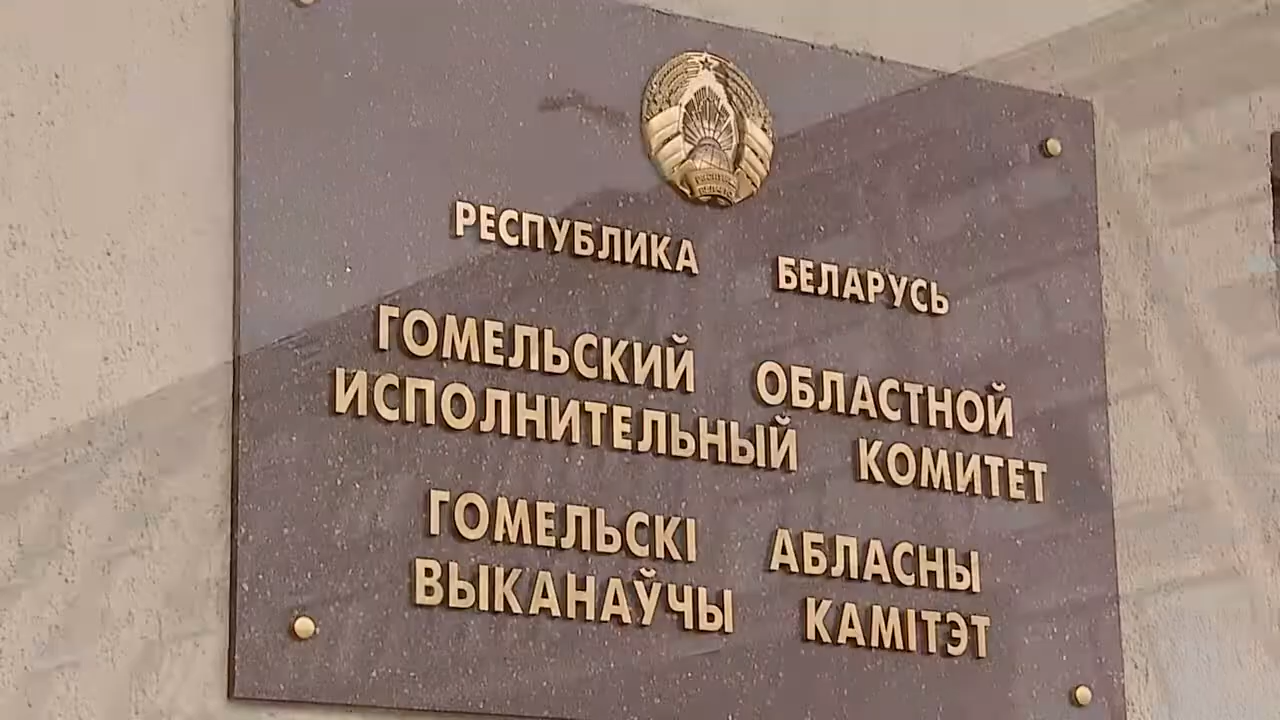 РЕСПУБЛИКА БЕЛАРУСЬ
ГОМЕЛЬСКИЙ ОБЛАСТНОЙ
ИСПОЛНИТЕЛЬНЫЙ КОМИТЕТ
ГОМЕЛЬСКІ АБЛАСНЫ
ВЫКАНАЎЧЫ КАМІТЭТ